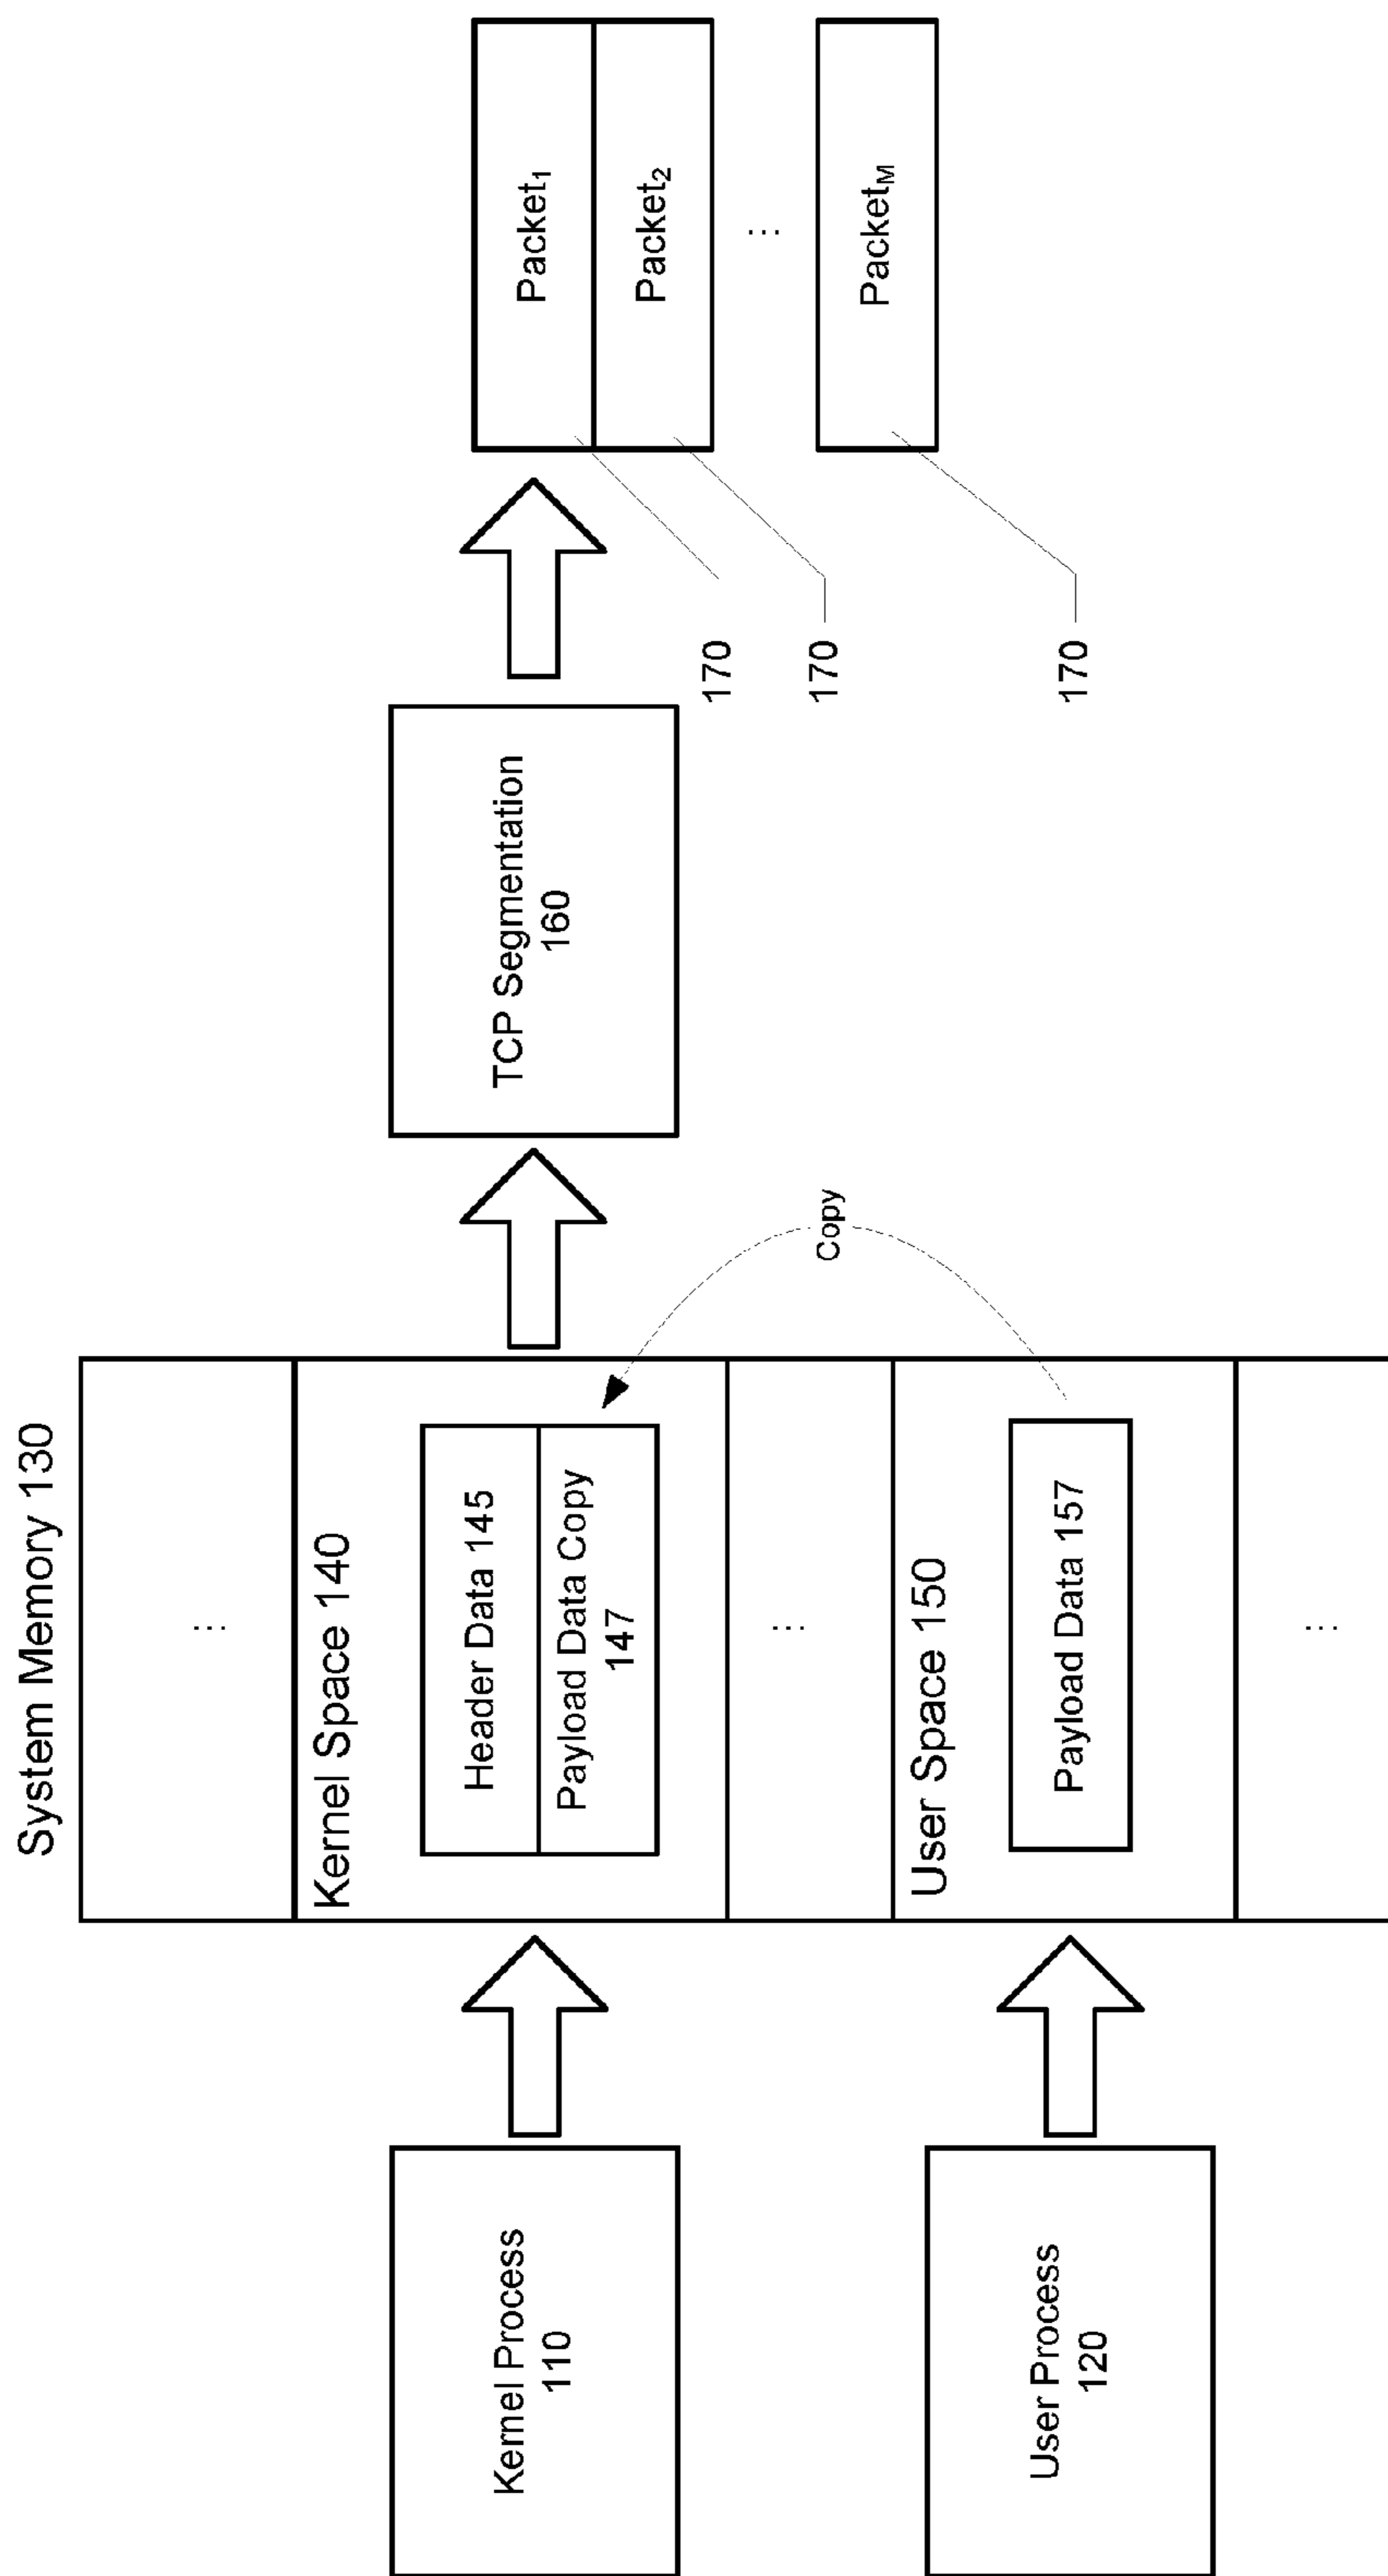 System Memory 130
...
Kernel Space 140
Header Data 145
Payload Data Copy
147
...
User Space 150
Payload Data 157
...
Kernel Process
110
User Process
120
Copy
TCP Segmentation
160
Packet₁
Packet₂
...
Packet_M
170
170
170